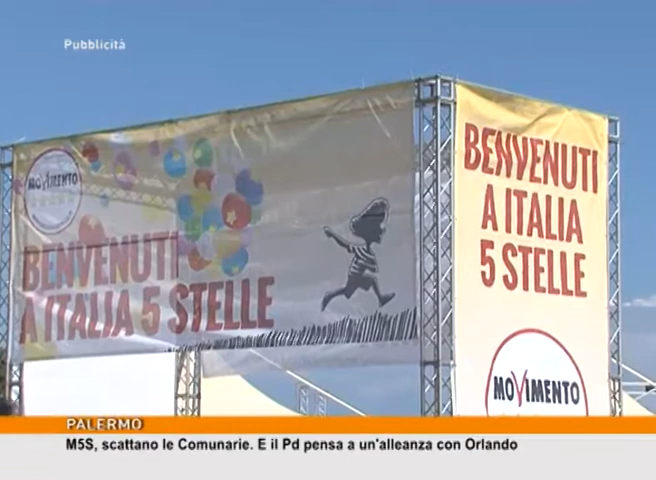 Pubblicità
MOVIMENTO
BENVENUTI
A ITALIA 5 STELLE
BENVENUTI
A ITALIA
5 STELLE
MOVIMENTO
PALERMO
M5S, scattano le Comunarie. E il Pd pensa a un'alleanza con Orlando